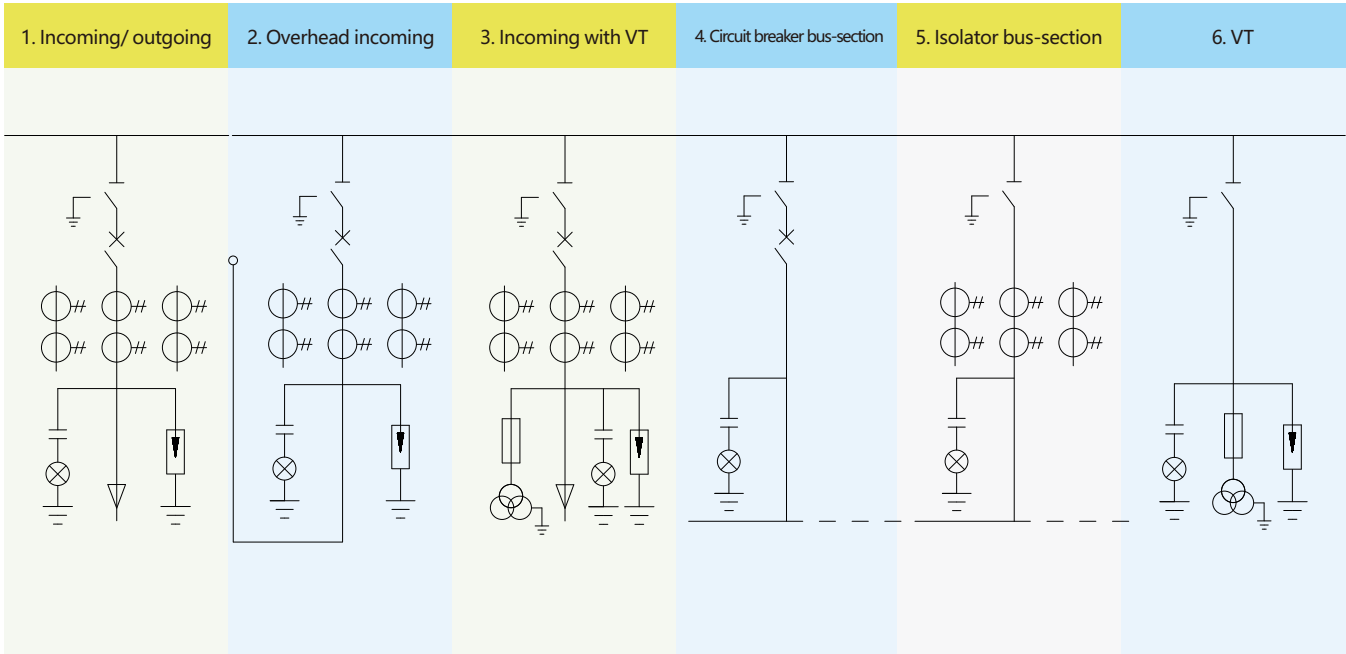 1. Incoming/ outgoing
2. Overhead incoming
3. Incoming with VT
4. Circuit breaker bus-section
5. Isolator bus-section
6. VT